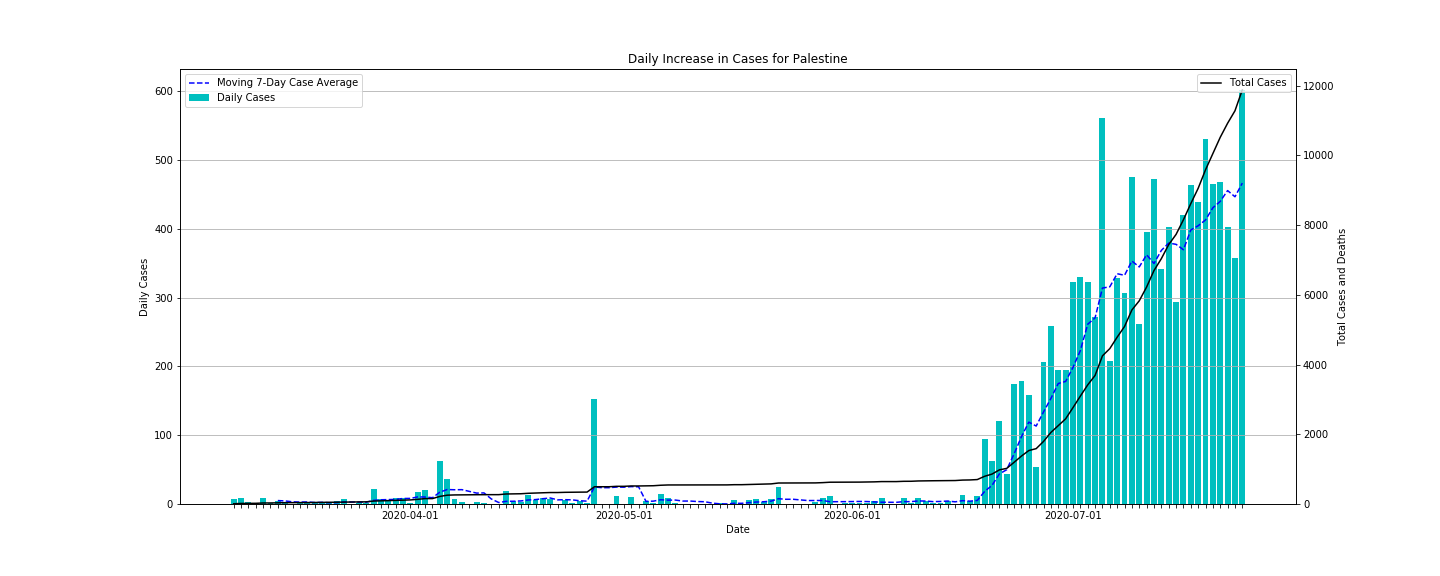 Daily Increase in Cases for Palestine
Moving 7-Day Case Average
Daily Cases
Total Cases
600
500
400
300
200
100
0
Daily Cases
12000
10000
8000
6000
4000
2000
0
Total Cases and Deaths
2020-04-01
2020-05-01
2020-06-01
2020-07-01
Date